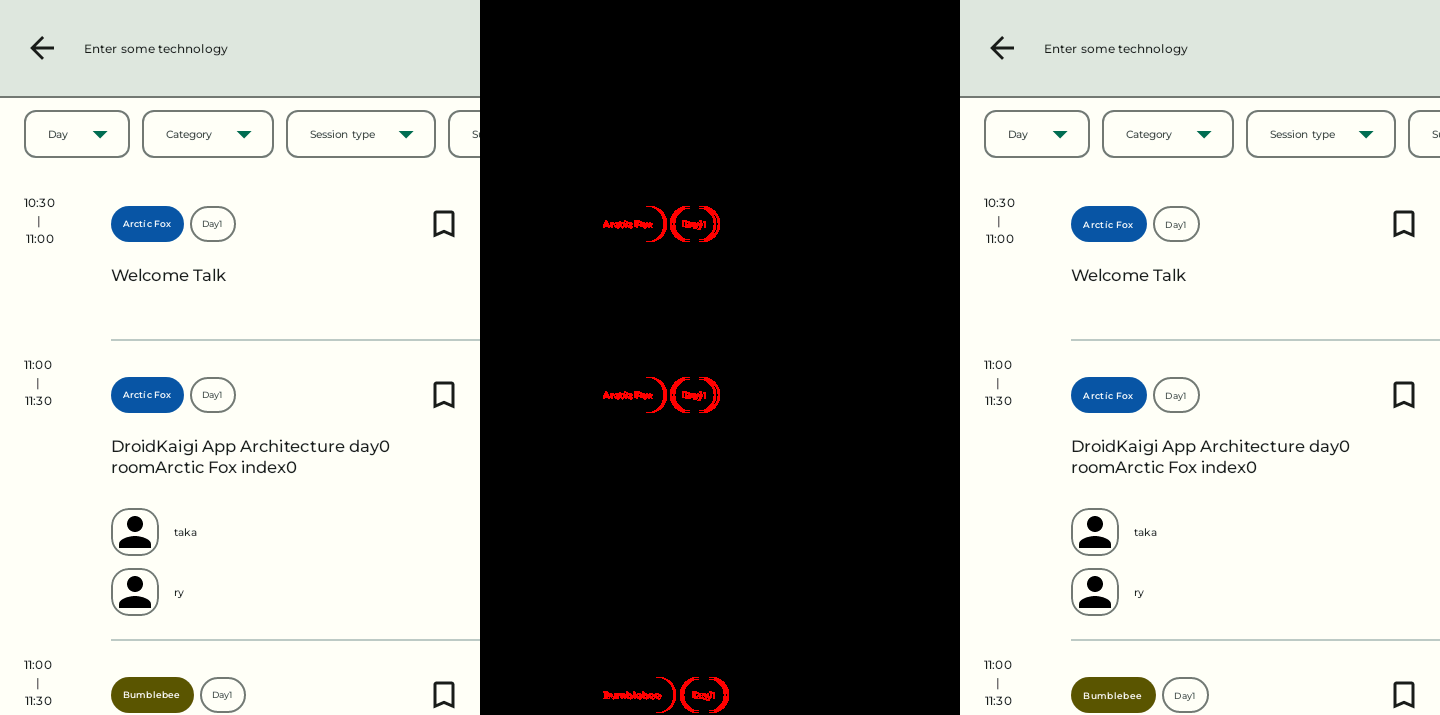 Enter some technology
Day
Category
Session type
Su
10:30
|
11:00
Arctic Fox
Day1
Welcome Talk
11:00
|
11:30
Arctic Fox
Day1
DroidKaigi App Architecture day0
roomArctic Fox index0
taka
ry
11:00
|
11:30
Bumblebee
Day1
Arctic Fox
Day1
Arctic Fox
Day1
Bumblebee
Day1
Enter some technology
Day
Category
Session type
Su
10:30
|
11:00
Arctic Fox
Day1
Welcome Talk
11:00
|
11:30
Arctic Fox
Day1
DroidKaigi App Architecture day0
roomArctic Fox index0
taka
ry
11:00
|
11:30
Bumblebee
Day1